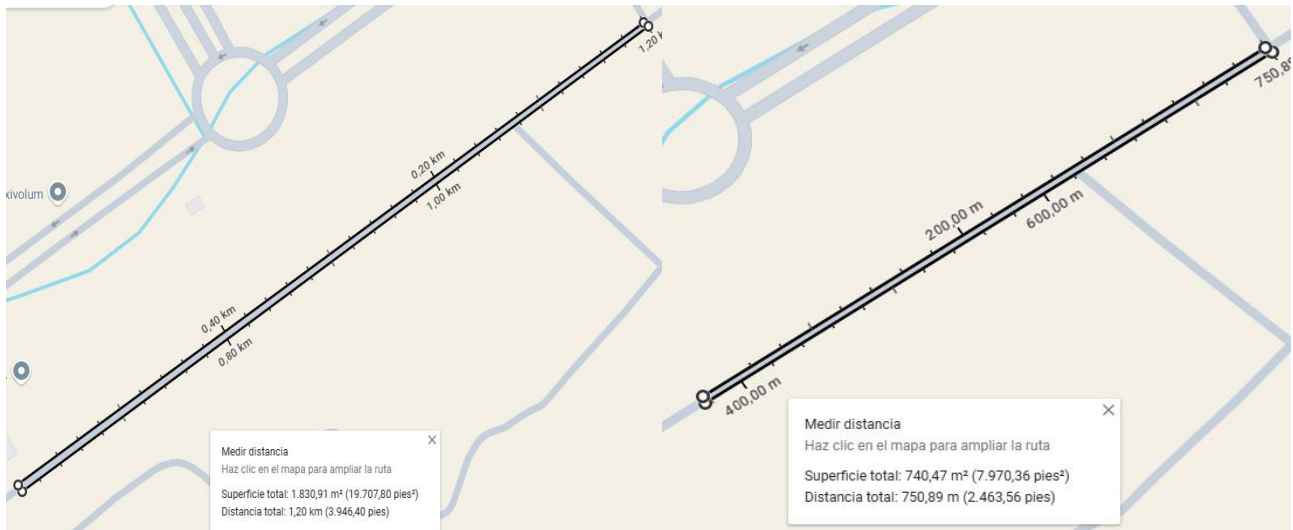 1,20 k
0,20 km
1,00 km
xivolum
0,40 km
0,80 km
Medir distancia
Haz clic en el mapa para ampliar la ruta
Superficie total: 1.830,91 m² (19.707,80 pies²)
Distancia total: 1,20 km (3.946,40 pies)
750,89
200,00 m
600,00 m
400,00 m
Medir distancia
Haz clic en el mapa para ampliar la ruta
Superficie total: 740,47 m² (7.970,36 pies²)
Distancia total: 750,89 m (2.463,56 pies)